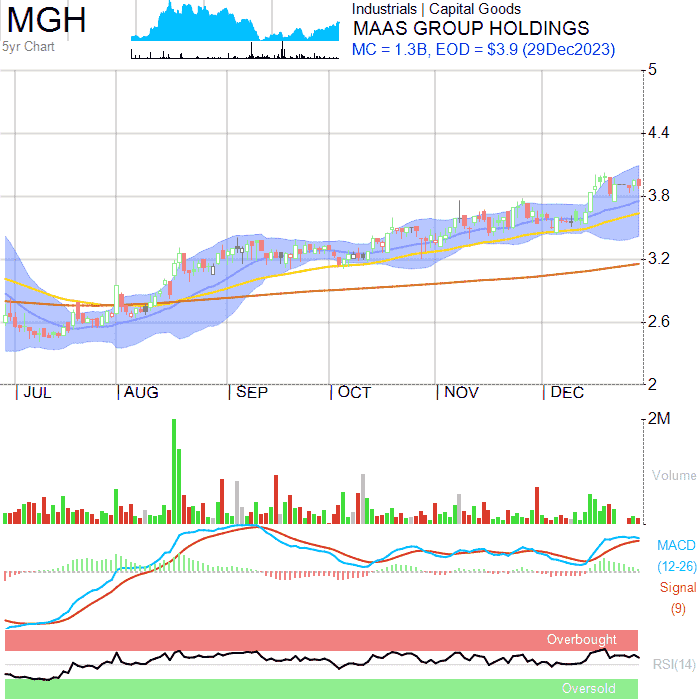 MGH
5yr Chart
Industrials | Capital Goods
MAAS GROUP HOLDINGS
MC = 1.3B, EOD = $3.9 (29Dec2023)
5
4.4
3.8
3.2
2.6
2
JUL
AUG
SEP
OCT
NOV
DEC
2M
Volume
MACD
(12-26)
Signal
(9)
Overbought
RSI(14)
Oversold